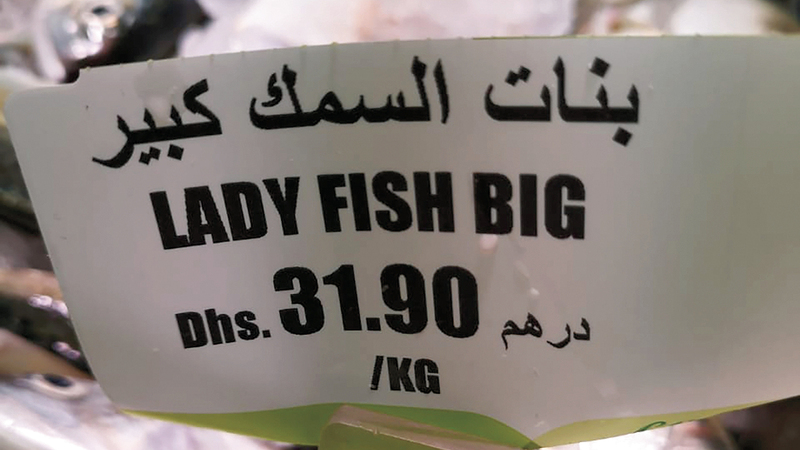 بنات السمك كبير
LADY FISH BIG
Dhs. 31.90 درهم
/KG